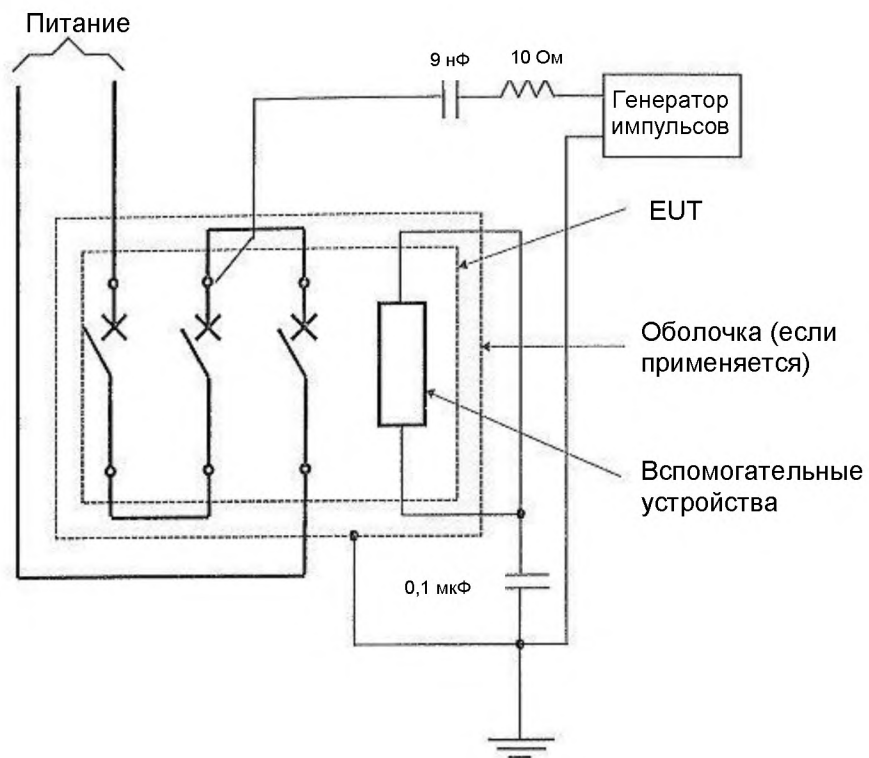 Питание
9 нФ
10 Ом
Генератор
импульсов
EUT
Оболочка (если
применяется)
Вспомогательные
устройства
0,1 мкФ